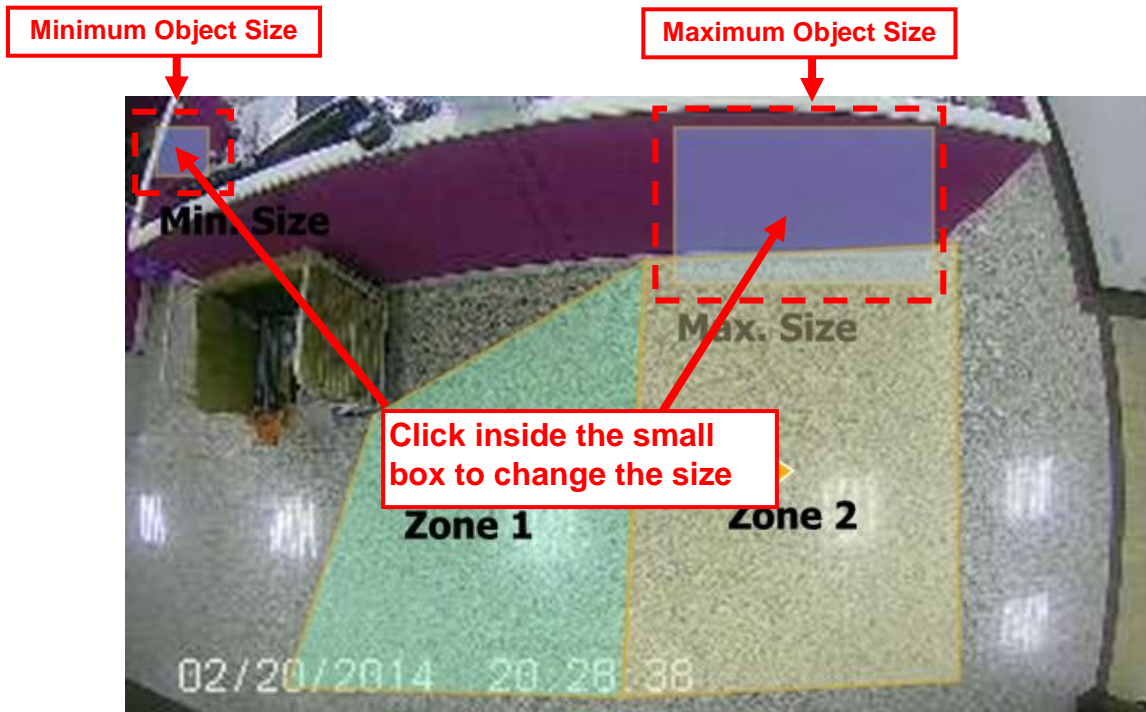 Minimum Object Size
Maximum Object Size
Min. Size
Max. Size
Click inside the small
box to change the size
Zone 1
Zone 2
02/20/2014 20:28:38